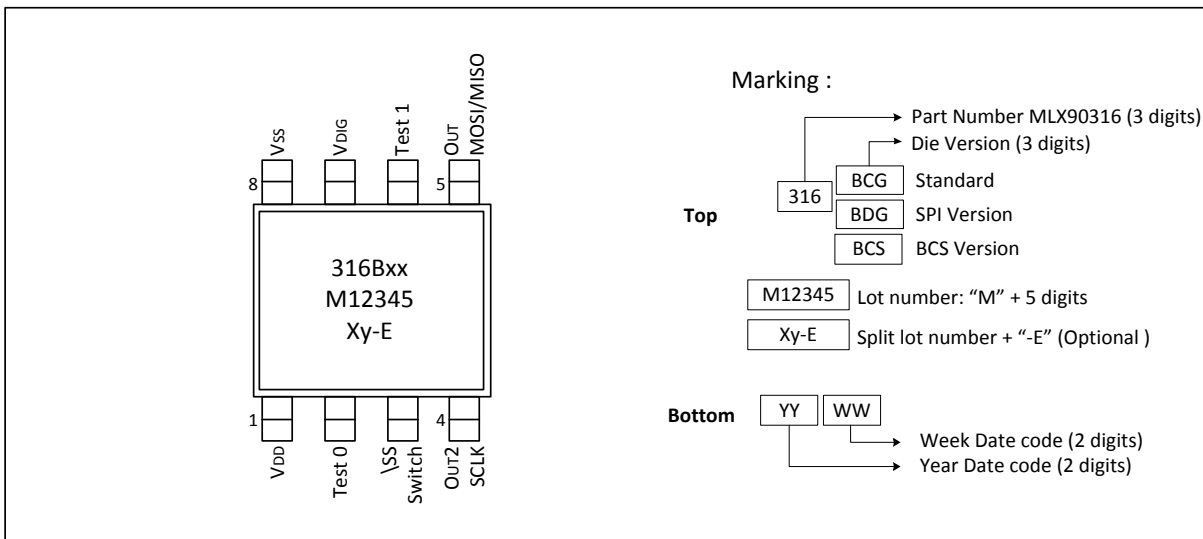 Vss
VDIG
Test 1
OUT
MOSI/MISO
8
5
316Bxx
M12345
Xy-E
1
4
VDD
Test 0
\SS
Switch
OUT2
SCLK
Marking :
Part Number MLX90316 (3 digits)
Die Version (3 digits)
Top
316
BCG Standard
BDG SPI Version
BCS BCS Version
M12345 Lot number: “M” + 5 digits
Xy-E Split lot number + “-E” (Optional )
Bottom
YY WW
Week Date code (2 digits)
Year Date code (2 digits)